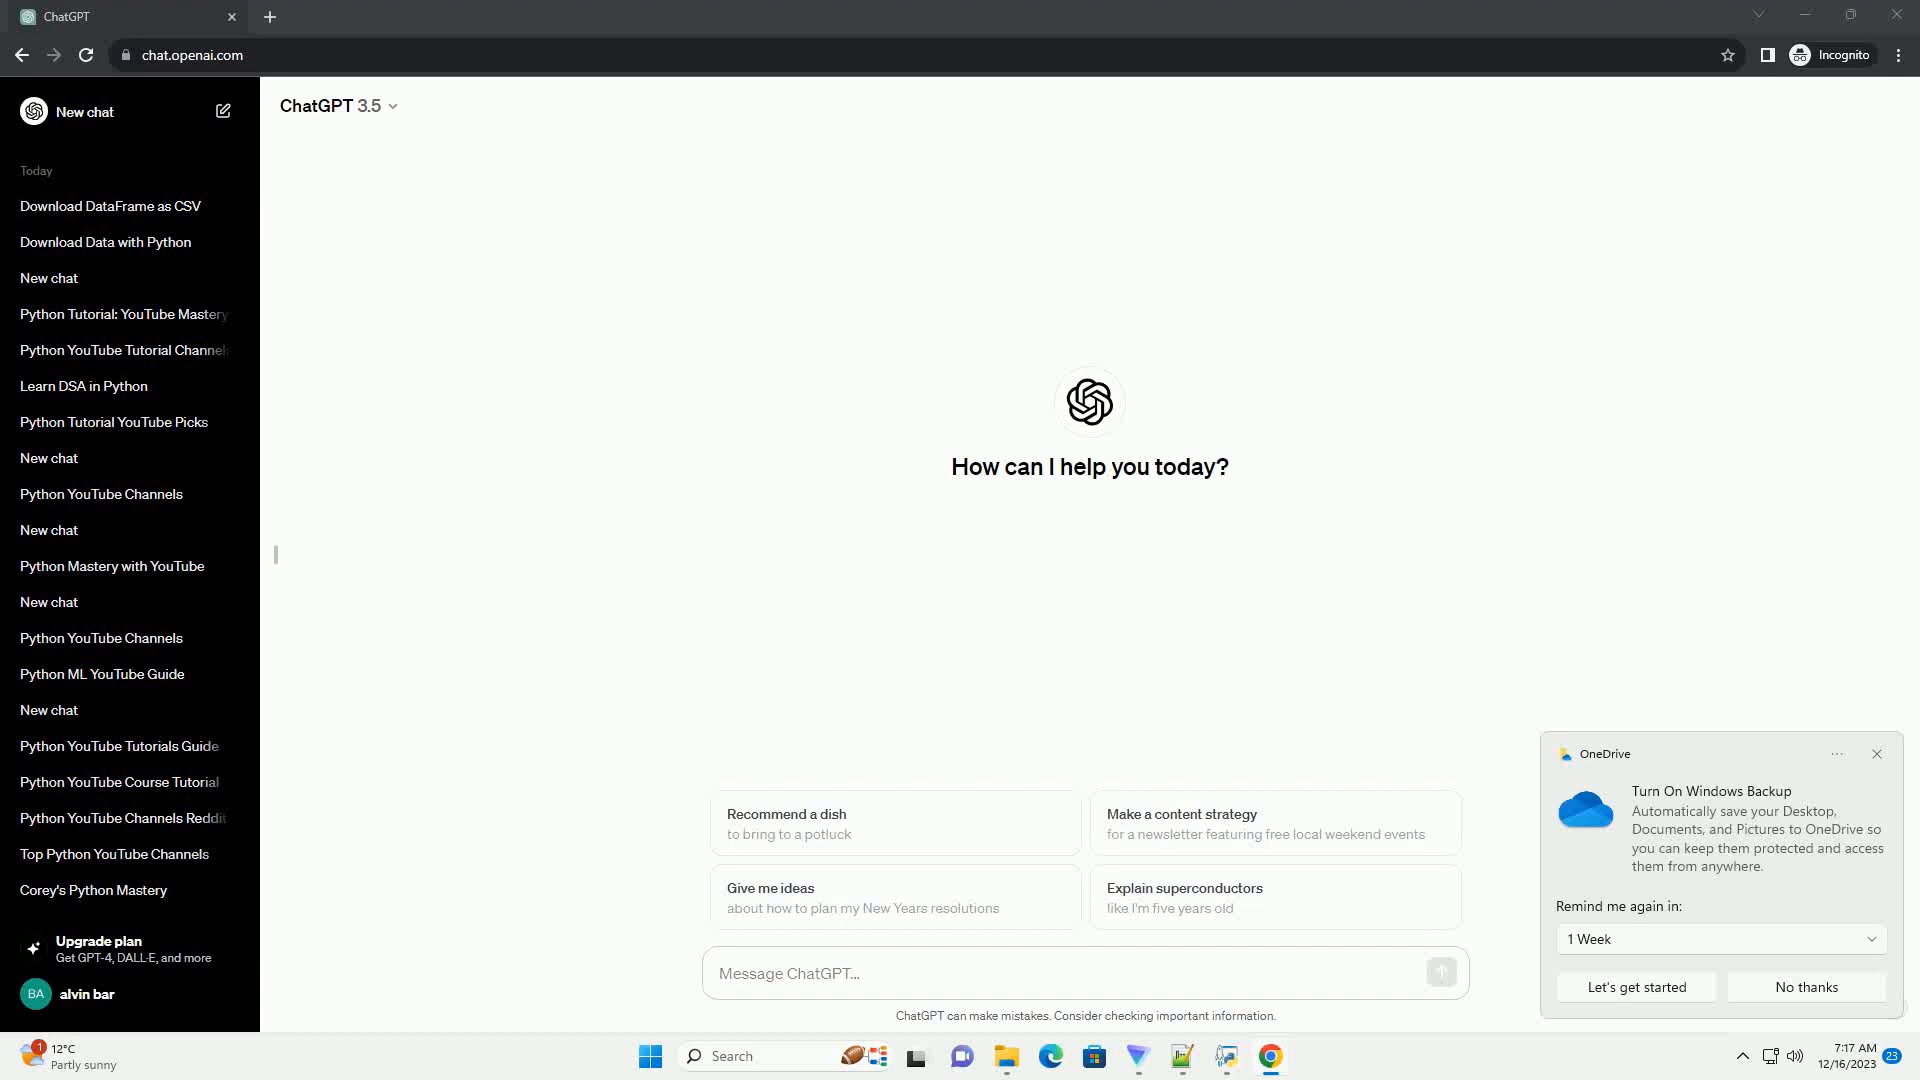 ChatGPT
chat.openai.com
Incognito
New chat
Today
Download DataFrame as CSV
Download Data with Python
New chat
Python Tutorial: YouTube Mastery
Python YouTube Tutorial Channels
Learn DSA in Python
Python Tutorial YouTube Picks
New chat
Python YouTube Channels
New chat
Python Mastery with YouTube
New chat
Python YouTube Channels
Python ML YouTube Guide
New chat
Python YouTube Tutorials Guide
Python YouTube Course Tutorial
Python YouTube Channels Reddit
Top Python YouTube Channels
Corey's Python Mastery
Upgrade plan
Get GPT-4, DALL·E, and more
BA alvin bar
ChatGPT 3.5
How can I help you today?
Recommend a dish
to bring to a potluck
Make a content strategy
for a newsletter featuring free local weekend events
Give me ideas
about how to plan my New Years resolutions
Explain superconductors
like I'm five years old
Message ChatGPT...
ChatGPT can make mistakes. Consider checking important information.
OneDrive
Turn On Windows Backup
Automatically save your Desktop,
Documents, and Pictures to OneDrive so
you can keep them protected and access
them from anywhere.
Remind me again in:
1 Week
Let's get started
No thanks
1
12°C
Partly sunny
Search
7:17 AM
12/16/2023
23